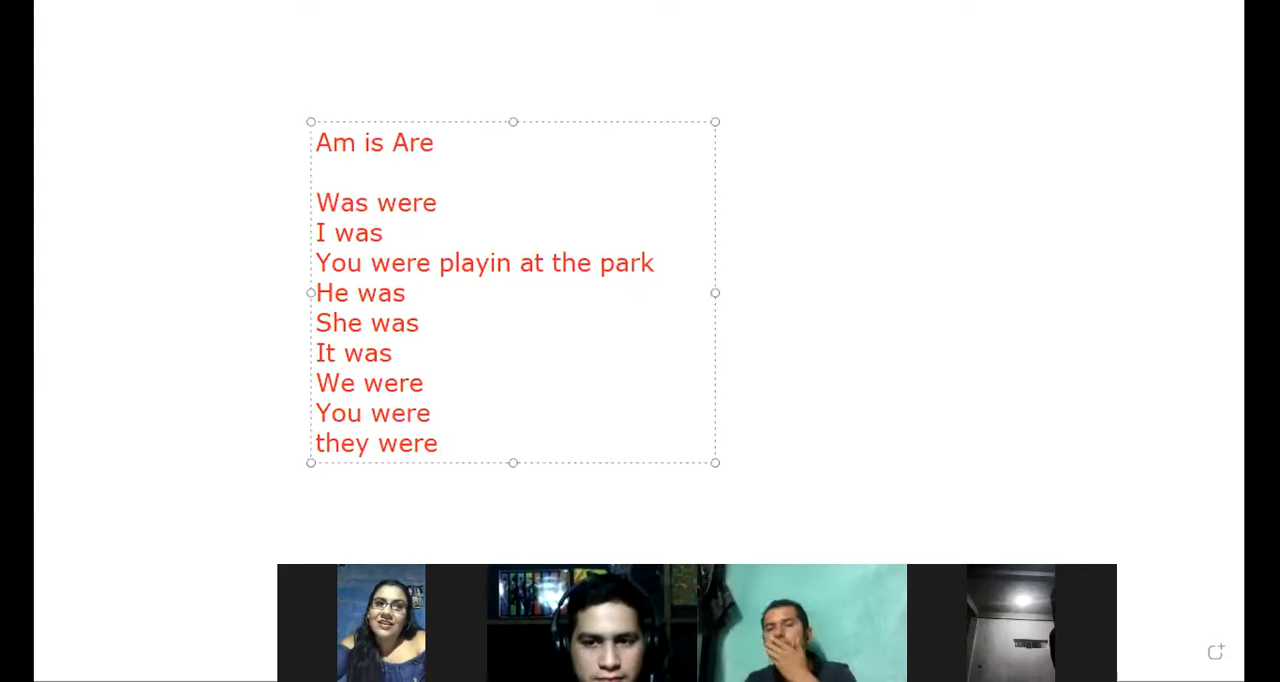 Am is Are
Was were
I was
You were playin at the park
He was
She was
It was
We were
You were
they were